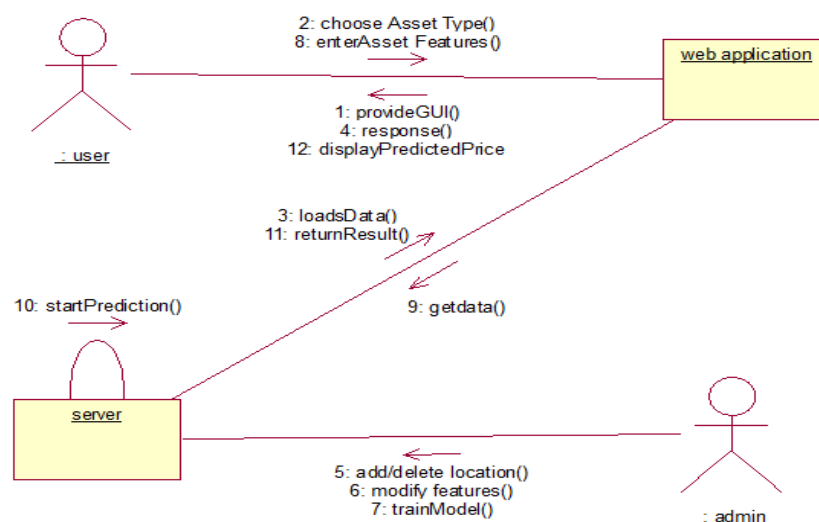 2: choose Asset Type()
8: enterAsset Features()
web application
1: provideGUI()
4: response()
12: displayPredictedPrice
: user
3: loadsData()
11: returnResult()
10: startPrediction()
9: getdata()
server
5: add/delete location()
6: modify features()
7: trainModel()
: admin